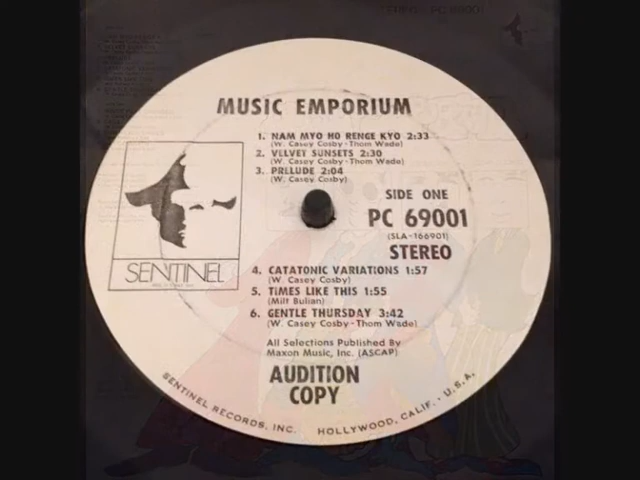 MUSIC EMPORIUM
1. NAM MYO HO RENGE KYO 2:33
(W. Casey Cosby-Thom Wade)
2. VELVET SUNSETS 2:30
(W. Casey Cosby-Thom Wade)
3. PRELUDE 2:04
(W. Casey Cosby)
SIDE ONE
PC 69001
(SLA-166901)
STEREO
SENTINEL
4. CATATONIC VARIATIONS 1:57
(W. Casey Cosby)
5. TIMES LIKE THIS 1:55
(Milt Bulian)
6. GENTLE THURSDAY 3:42
(W. Casey Cosby-Thom Wade)
All Selections Published By
Maxon Music, Inc. (ASCAP)
AUDITION
COPY
SENTINEL RECORDS, INC. HOLLYWOOD, CALIF. · U.S.A.